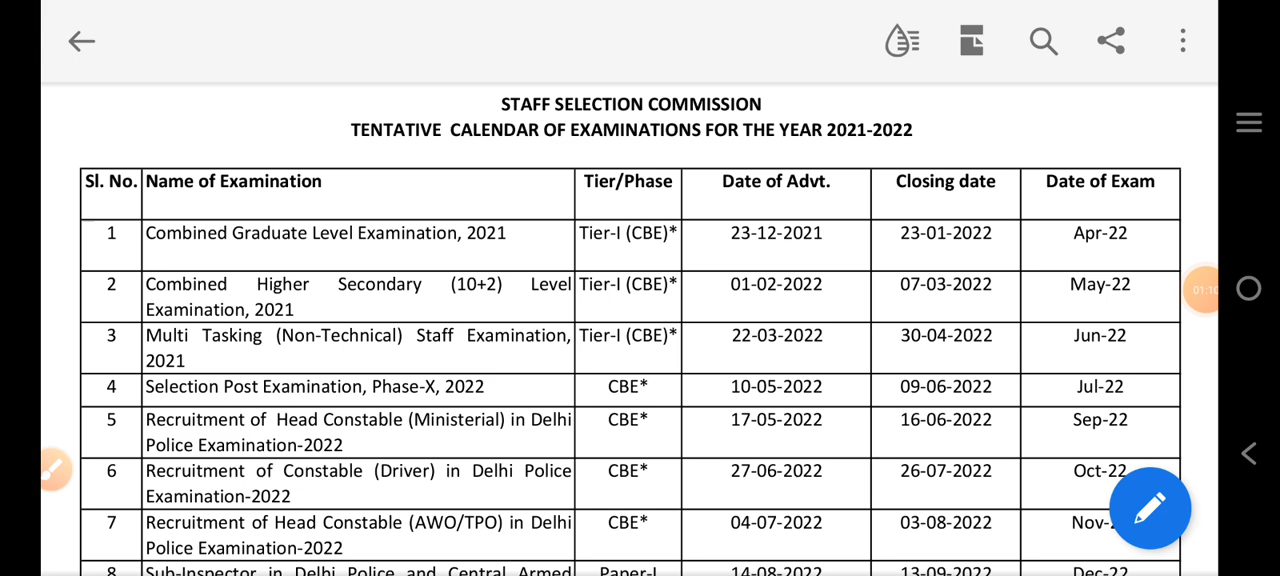 STAFF SELECTION COMMISSION
TENTATIVE CALENDAR OF EXAMINATIONS FOR THE YEAR 2021-2022
Sl. No. Name of Examination Tier/Phase Date of Advt. Closing date Date of Exam
1 Combined Graduate Level Examination, 2021 Tier-I (CBE)* 23-12-2021 23-01-2022 Apr-22
2 Combined Higher Secondary (10+2) Level Tier-I (CBE)* 01-02-2022 07-03-2022 May-22
Examination, 2021
3 Multi Tasking (Non-Technical) Staff Examination, Tier-I (CBE)* 22-03-2022 30-04-2022 Jun-22
2021
4 Selection Post Examination, Phase-X, 2022 CBE* 10-05-2022 09-06-2022 Jul-22
5 Recruitment of Head Constable (Ministerial) in Delhi CBE* 17-05-2022 16-06-2022 Sep-22
Police Examination-2022
6 Recruitment of Constable (Driver) in Delhi Police CBE* 27-06-2022 26-07-2022 Oct-22
Examination-2022
7 Recruitment of Head Constable (AWO/TPO) in Delhi CBE* 04-07-2022 03-08-2022 Nov-
Police Examination-2022
8 Sub-Inspector in Delhi Police and Central Armed Paper-I 14-08-2022 13-09-2022 Dec-22